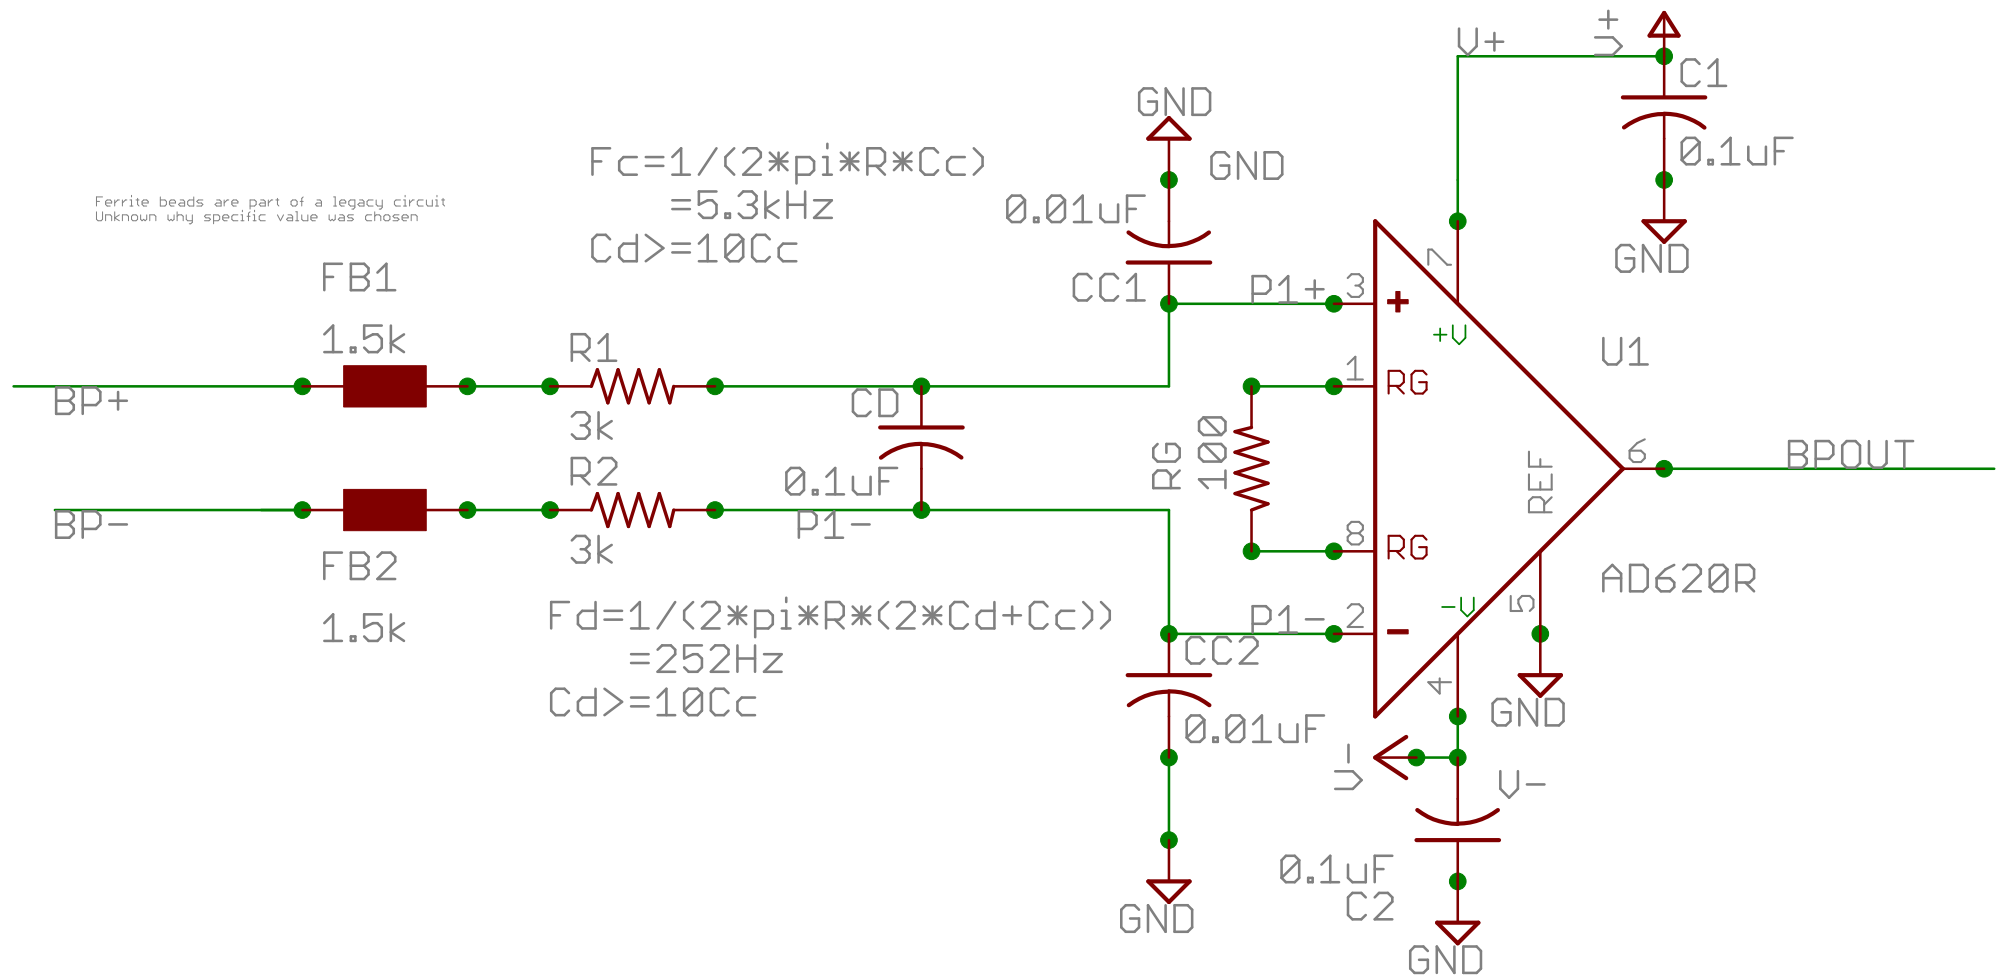 V+
V+
C1
0.1uF
GND
GND
GND
0.01uF
CC1
Fc=1/(2*pi*R*Cc)
=5.3kHz
Cd>=10Cc
Ferrite beads are part of a legacy circuit
Unknown why specific value was chosen
FB1
1.5k
BP+
R1
3k
CD
0.1uF
P1+
3
7
+V
U1
1
RG
RG
100
8
RG
REF
6
BPOUT
BP-
FB2
1.5k
R2
3k
P1-
Fd=1/(2*pi*R*(2*Cd+Cc))
=252Hz
Cd>=10Cc
P1-
2
CC2
0.01uF
GND
-V
5
AD620R
GND
4
V-
V-
0.1uF
C2
GND